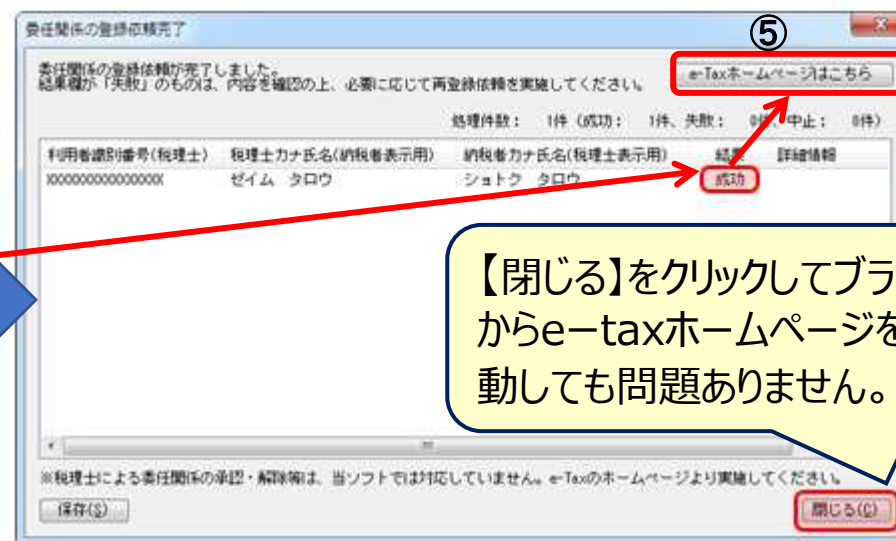 委任関係の登録依頼完了
⑤
委任関係の登録依頼が完了しました。
結果欄が「失敗」のものは、内容を確認の上、必要に応じて再登録依頼を実施してください。
e-Taxホームページはこちら
処理件数： 1件（成功： 1件、失敗： 0件、中止： 0件）
利用者識別番号(税理士) 税理士カナ氏名(納税者表示用) 納税者カナ氏名(税理士表示用) 結果 詳細情報
XXXXXXXXXXXXXXXX ゼイム タロウ ショトク タロウ 成功
【閉じる】をクリックしてブラ
からe－taxホームページを
動しても問題ありません。
※税理士による委任関係の承認・解除等は、当ソフトでは対応していません。e-Taxのホームページより実施してください。
保存(S)
閉じる(C)